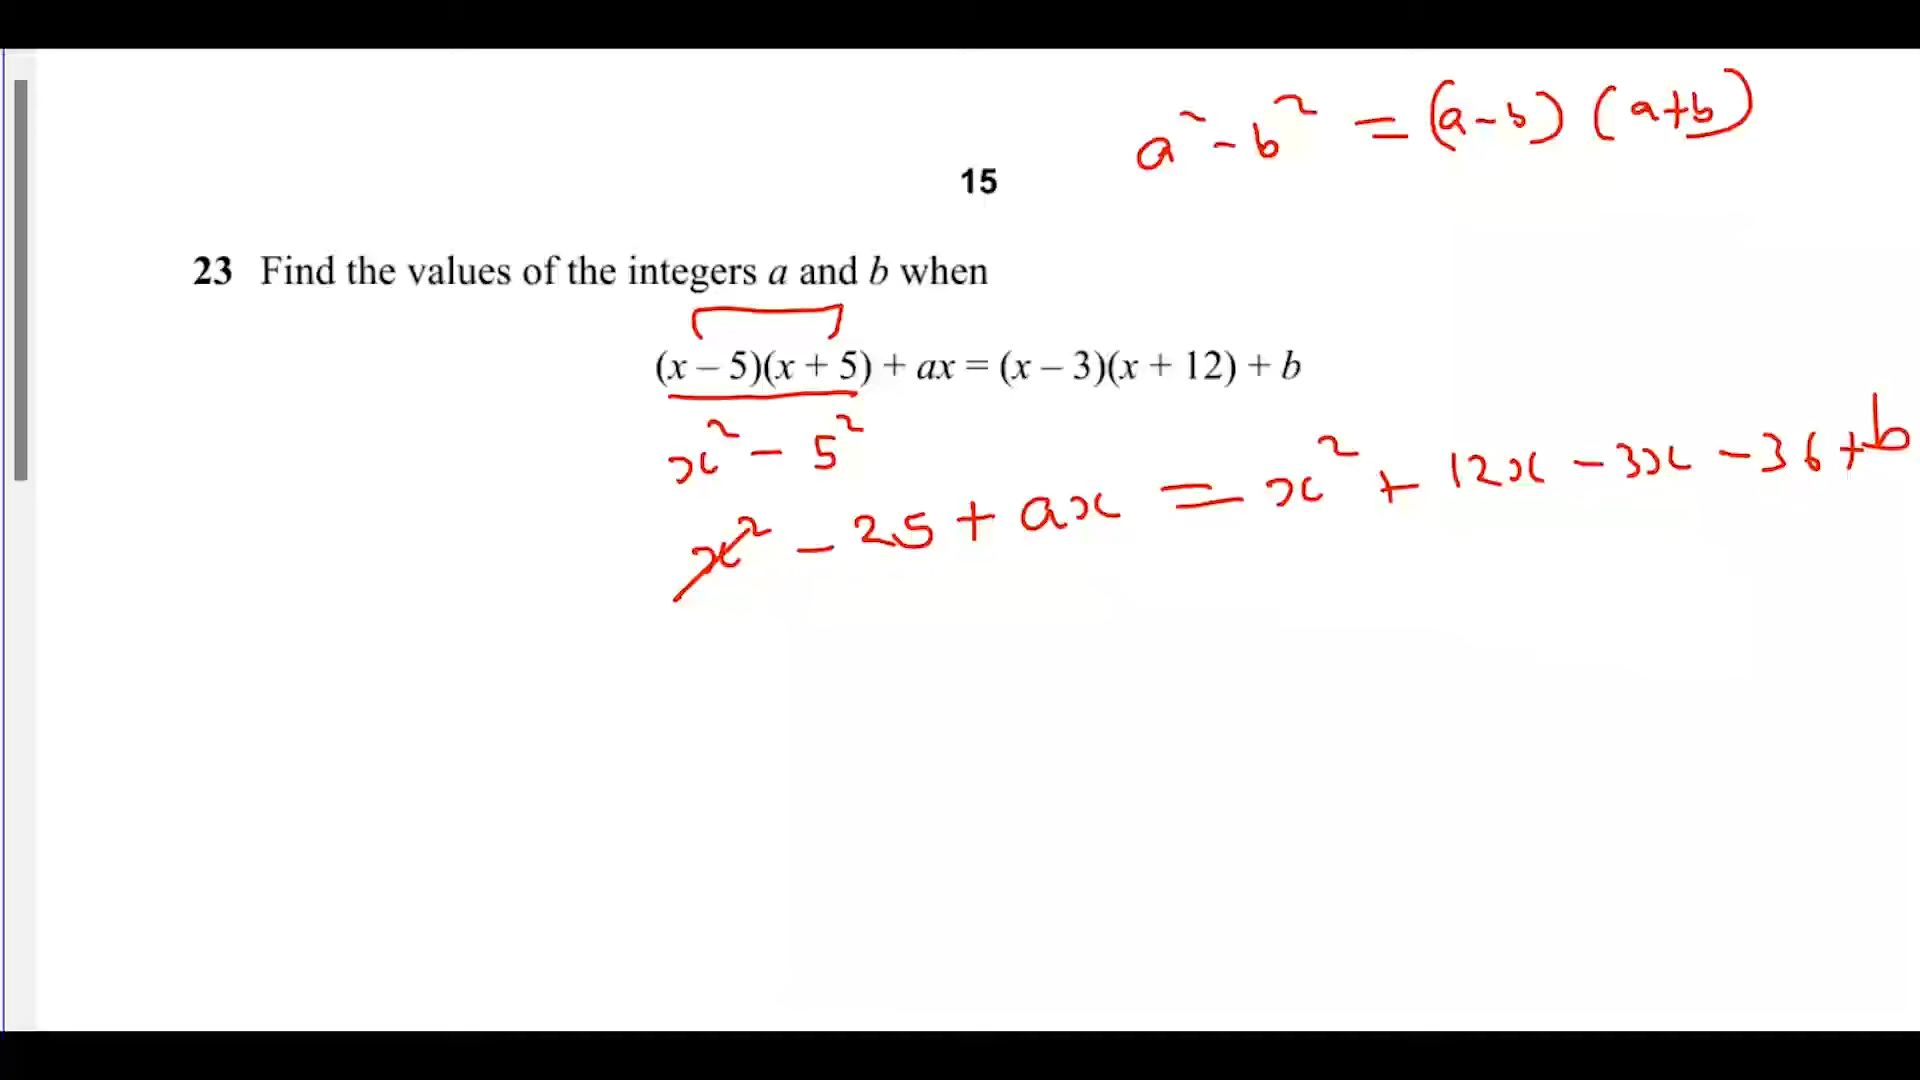 a² - b² = (a-b) (a+b)
15
23 Find the values of the integers a and b when
(x – 5)(x + 5) + ax = (x – 3)(x + 12) + b
x² - 5²
x² - 25 + ax = x² + 12x - 3x - 36 + b